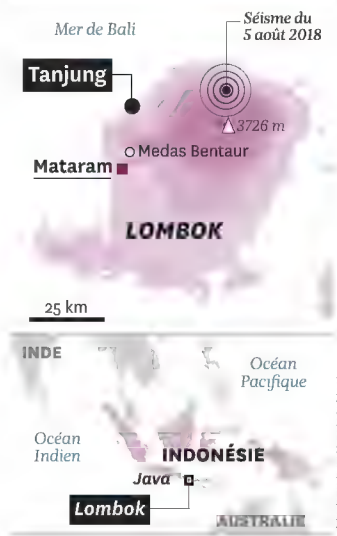 Mer de Bali
Séisme du
5 août 2018
Tanjung
3726 m
Medas Bentaur
Mataram
LOMBOK
25 km
INDE
Océan
Pacifique
Océan
Indien
INDONÉSIE
Java
Lombok
AUSTRALIE